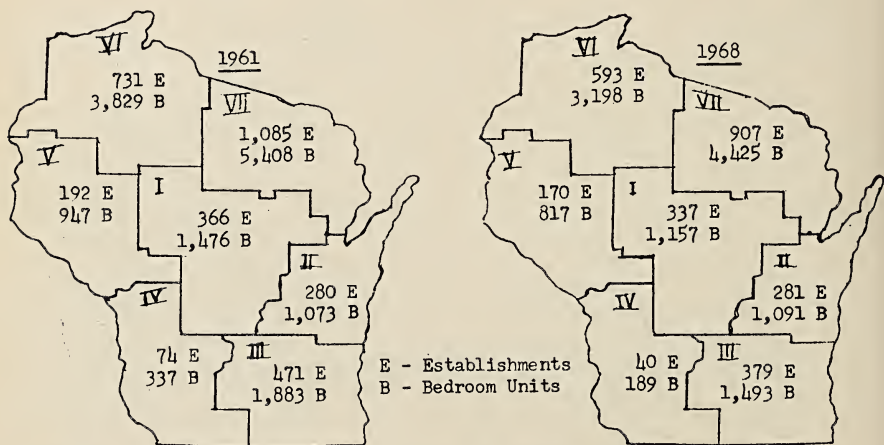 1961
VI
731 E
3,829 B
VII
1,085 E
5,408 B
V
192 E
947 B
I
366 E
1,476 B
II
280 E
1,073 B
IV
74 E
337 B
III
471 E
1,883 B
E - Establishments
B - Bedroom Units
1968
VI
593 E
3,198 B
VII
907 E
4,425 B
V
170 E
817 B
I
337 E
1,157 B
II
281 E
1,091 B
IV
40 E
189 B
III
379 E
1,493 B